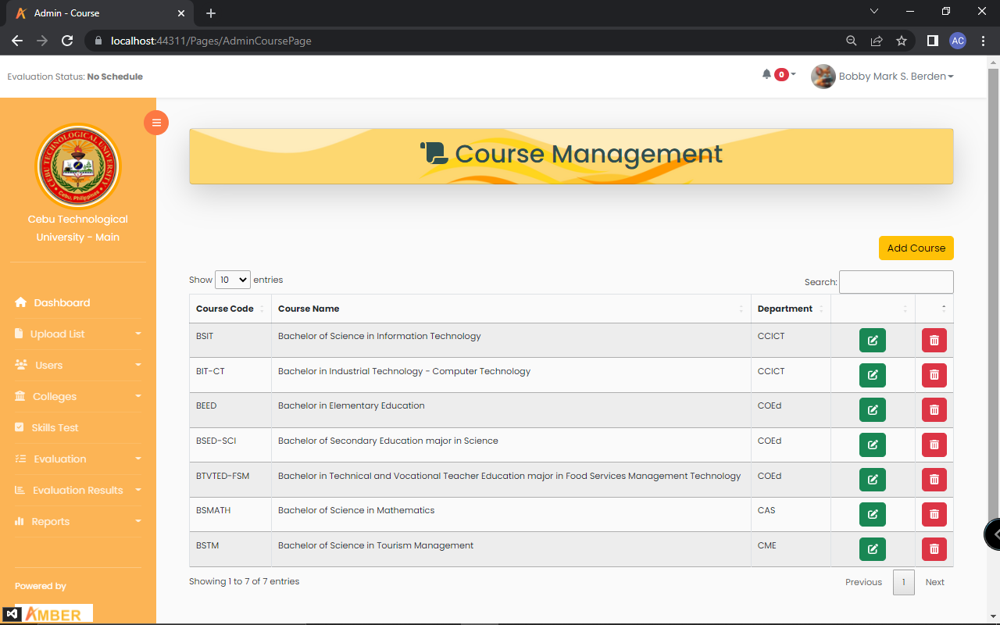 Admin - Course
localhost:44311/Pages/AdminCoursePage
AC
Evaluation Status: No Schedule
0
Bobby Mark S. Berden
CEBU TECHNOLOGICAL UNIVERSITY
Cebu, Philippines
Cebu Technological
University - Main
Dashboard
Upload List
Users
Colleges
Skills Test
Evaluation
Evaluation Results
Reports
Powered by
AMBER
Course Management
Add Course
Show 10 entries
Search:
Course Code Course Name Department
BSIT Bachelor of Science in Information Technology CCICT
BIT-CT Bachelor in Industrial Technology - Computer Technology CCICT
BEED Bachelor in Elementary Education COEd
BSED-SCI Bachelor of Secondary Education major in Science COEd
BTVTED-FSM Bachelor in Technical and Vocational Teacher Education major in Food Services Management Technology COEd
BSMATH Bachelor of Science in Mathematics CAS
BSTM Bachelor of Science in Tourism Management CME
Showing 1 to 7 of 7 entries
Previous 1 Next